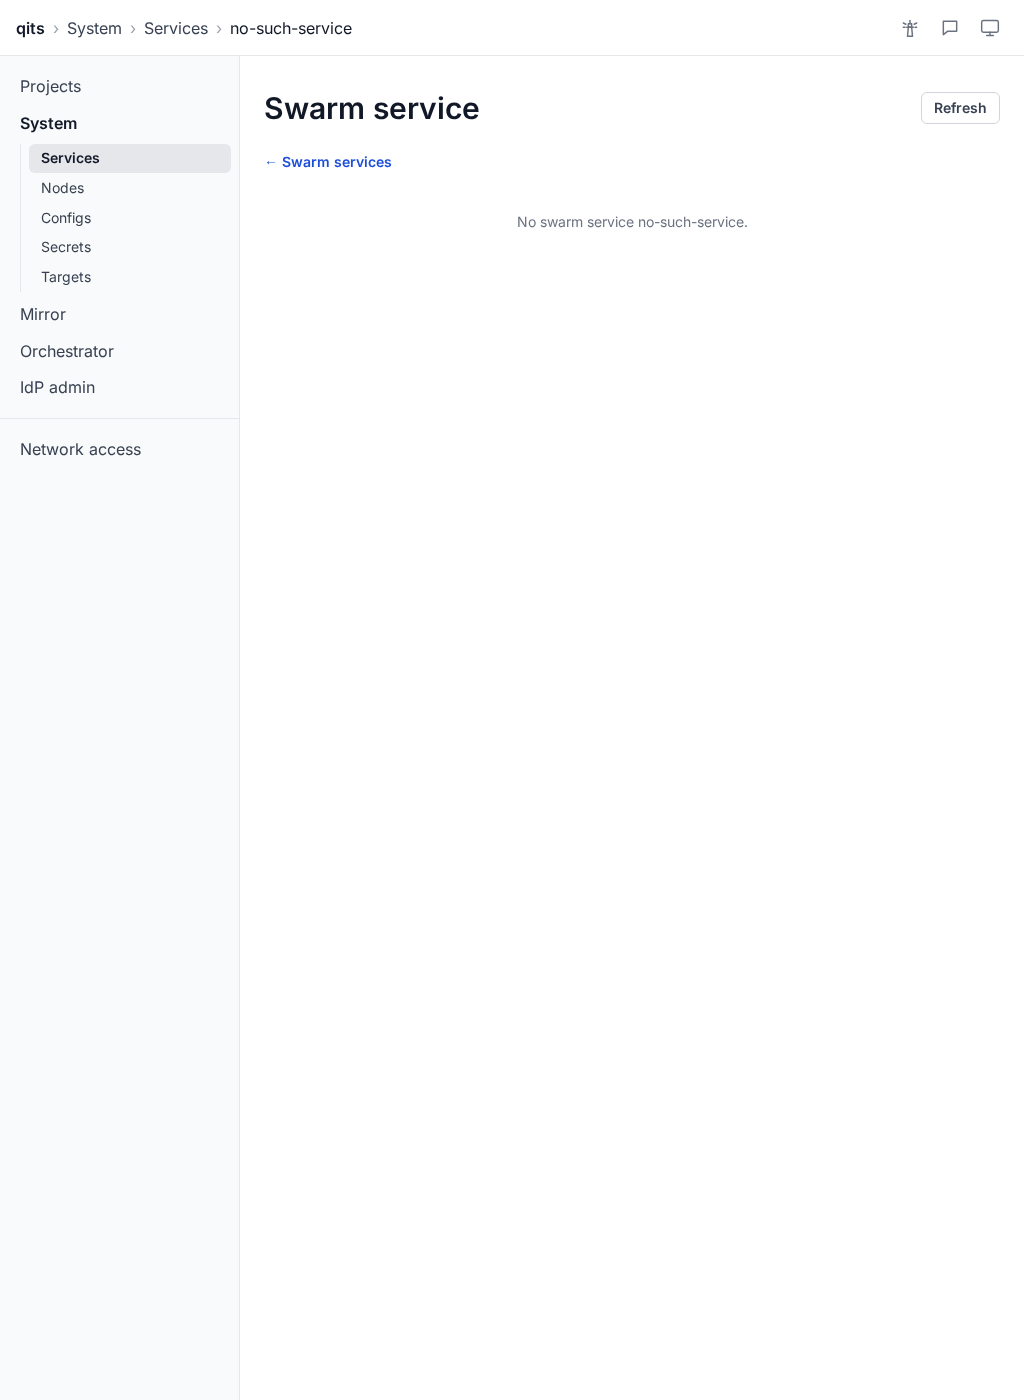 qits › System › Services › no-such-service
Projects
System
Services
Nodes
Configs
Secrets
Targets
Mirror
Orchestrator
IdP admin
Network access
Swarm service
Refresh
← Swarm services
No swarm service no-such-service.